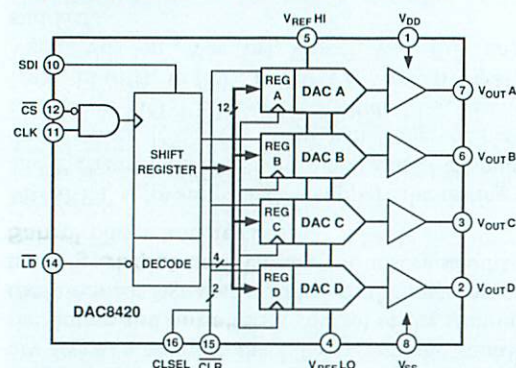 VREF HI VDD
5 1
SDI 10
REG A DAC A
7 VOUT A
12
CS 12
CLK 11
REG B DAC B
6 VOUT B
SHIFT REGISTER
REG C DAC C
3 VOUT C
LD 14
DECODE 4
REG D DAC D
2 VOUT D
2
DAC8420
16 15 4 8
CLSEL CLR VREF LO VSS